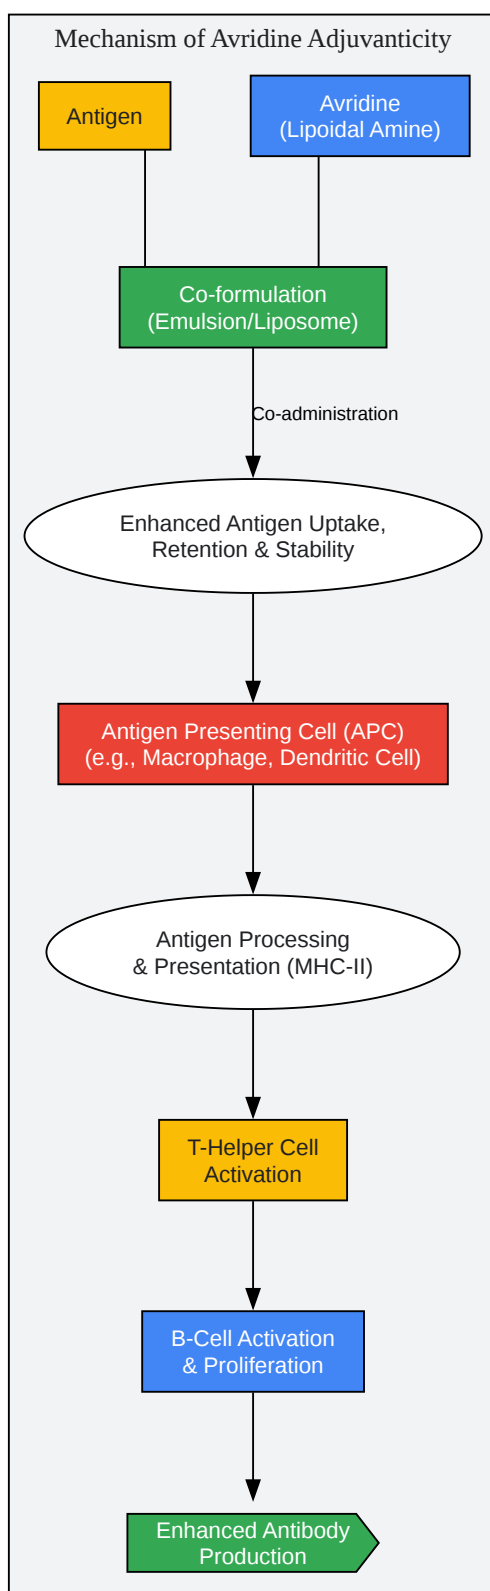 Mechanism of Avridine Adjuvanticity
Antigen
Avridine
(Lipoidal Amine)
Co-formulation
(Emulsion/Liposome)
Co-administration
Enhanced Antigen Uptake,
Retention & Stability
Antigen Presenting Cell (APC)
(e.g., Macrophage, Dendritic Cell)
Antigen Processing
& Presentation (MHC-II)
T-Helper Cell
Activation
B-Cell Activation
& Proliferation
Enhanced Antibody
Production